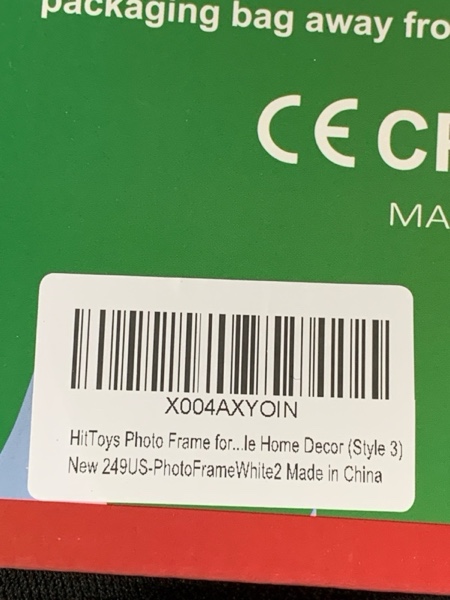 packaging bag away fro
CE CP
MA
X004AXYOIN
HitToys Photo Frame for...le Home Decor (Style 3)
New 249US-PhotoFrameWhite2 Made in China